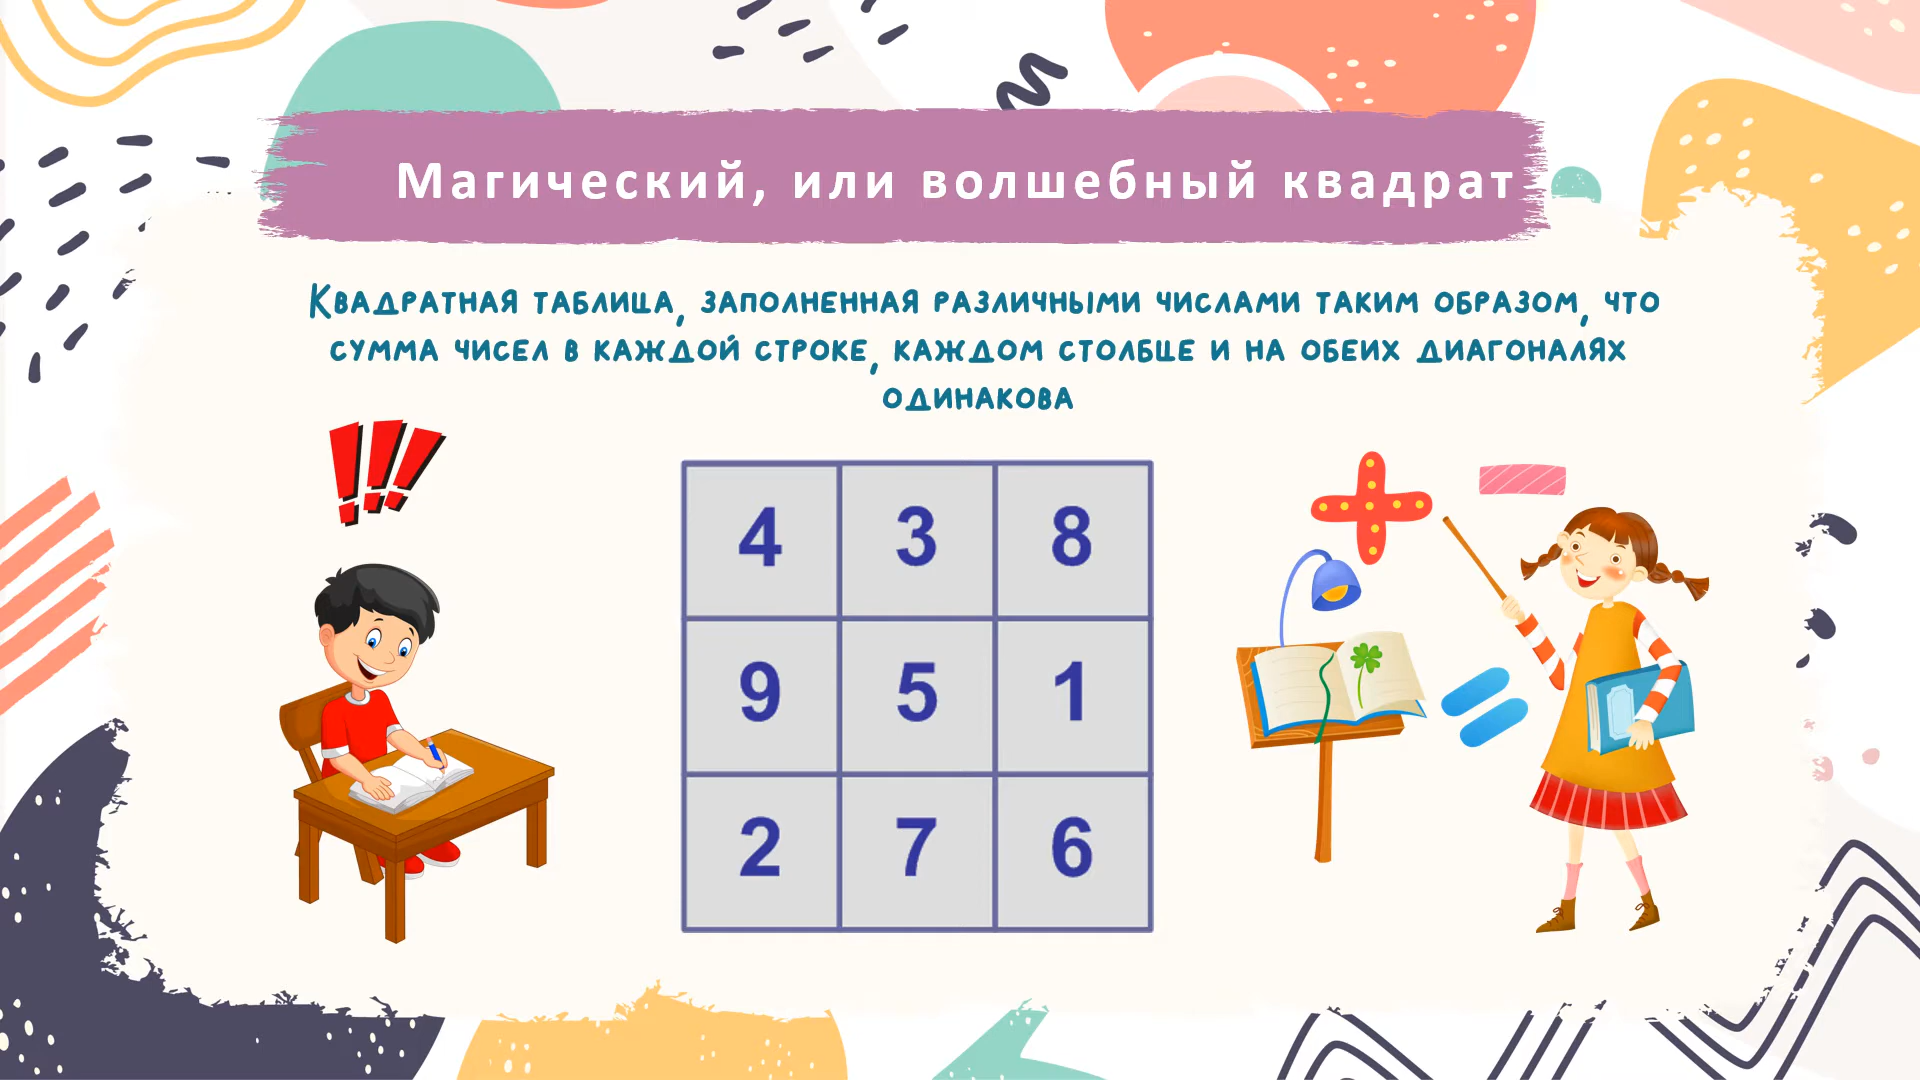 Магический, или волшебный квадрат
Квадратная таблица, заполненная различными числами таким образом, что
сумма чисел в каждой строке, каждом столбце и на обеих диагоналях
одинакова
!!!
4 3 8
9 5 1
2 7 6